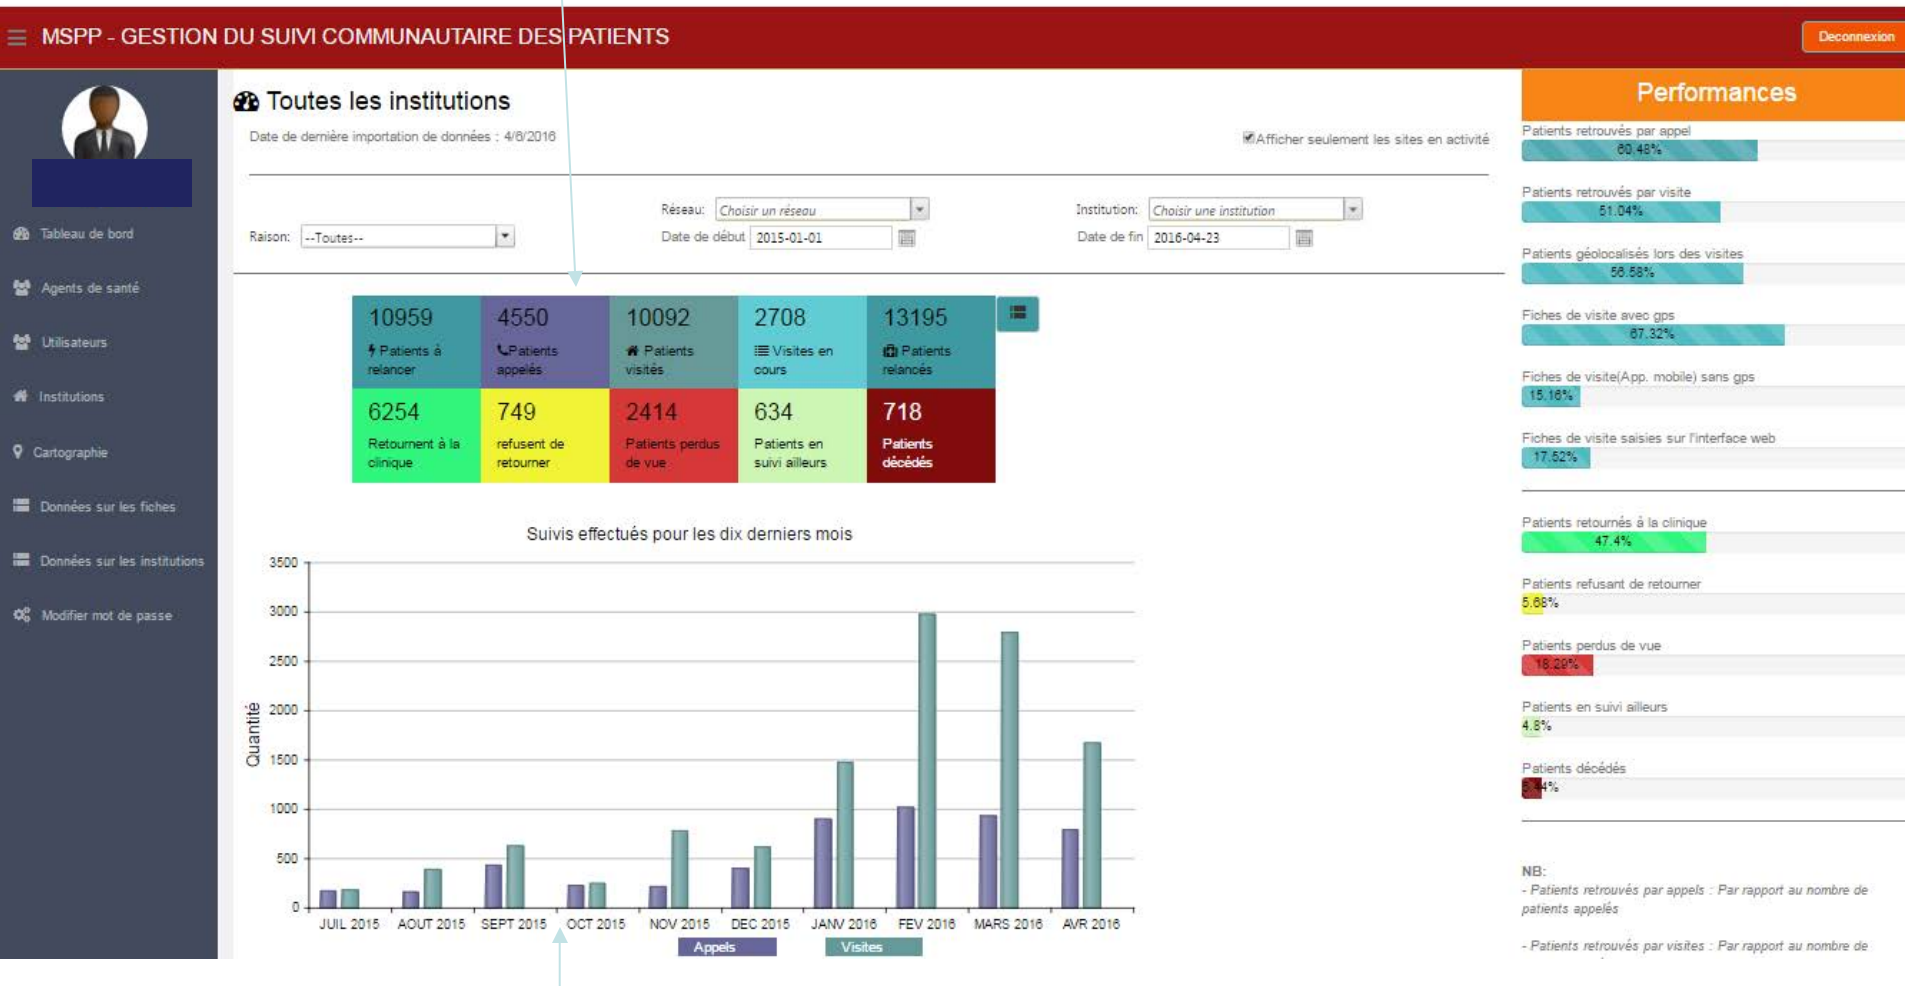 MSPP - GESTION DU SUIVI COMMUNAUTAIRE DES PATIENTS
Deconnexion
Tableau de bord
Agents de santé
Utilisateurs
Institutions
Cartographie
Données sur les fiches
Données sur les institutions
Modifier mot de passe
Toutes les institutions
Date de dernière importation de données : 4/6/2016
Afficher seulement les sites en activité
Réseau: Choisir un réseau
Institution: Choisir une institution
Raison: --Toutes--
Date de début 2015-01-01
Date de fin 2016-04-23
10959
Patients à
relancer
4550
Patients
appelés
10092
Patients
visités
2708
Visites en
cours
13195
Patients
relancés
6254
Retournent à la
clinique
749
refusent de
retourner
2414
Patients perdus
de vue
634
Patients en
suivi ailleurs
718
Patients
décédés
Suivis effectués pour les dix derniers mois
Quantité
3500
3000
2500
2000
1500
1000
500
0
JUIL 2015 AOUT 2015 SEPT 2015 OCT 2015 NOV 2015 DEC 2015 JANV 2016 FEV 2016 MARS 2016 AVR 2016
Appels
Visites
Performances
Patients retrouvés par appel
60.48%
Patients retrouvés par visite
51.04%
Patients géolocalisés lors des visites
56.58%
Fiches de visite avec gps
67.32%
Fiches de visite(App. mobile) sans gps
15.16%
Fiches de visite saisies sur l'interface web
17.52%
Patients retournés à la clinique
47.4%
Patients refusant de retourner
5.68%
Patients perdus de vue
18.29%
Patients en suivi ailleurs
4.8%
Patients décédés
5.44%
NB:
- Patients retrouvés par appels : Par rapport au nombre de
patients appelés
- Patients retrouvés par visites : Par rapport au nombre de